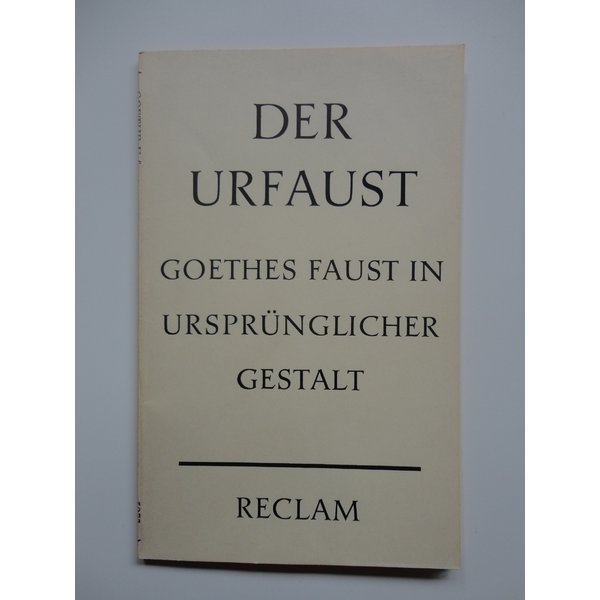 DER
URFAUST
GOETHES FAUST IN
URSPRÜNGLICHER
GESTALT
RECLAM